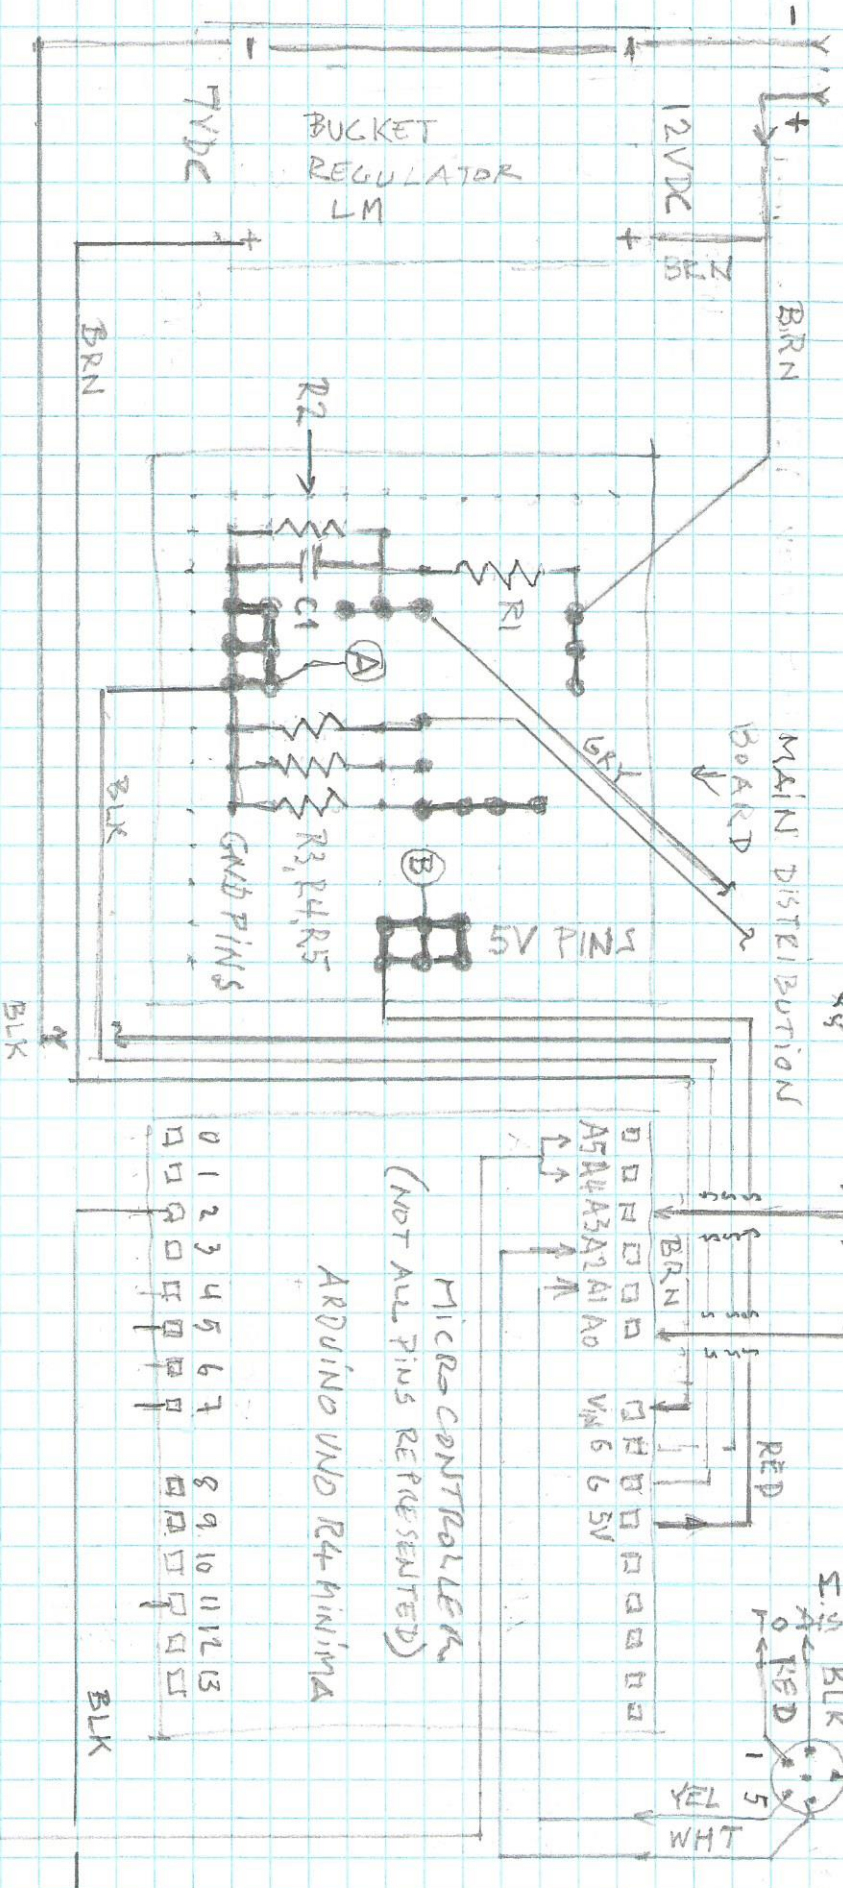 -
+
12VDC
+
BRN
BRN
BUCKET
REGULATOR
LM
7VDC
+
BRN
MAIN DISTRIBUTION
BOARD
R2
R1
C1
A
GRY
B
5V PINS
R3,R4,R5
GND PINS
BLK
BLK
BRN
A5 A4 A3 A2 A1 A0
VIN G G 5V
RED
MICROCONTROLLER
(NOT ALL PINS REPRESENTED)
ARDUINO UNO R4-MINIMA
0 1 2 3 4 5 6 7
8 9 10 11 12 13
BLK
BLK
TO A
RED
1 5
YEL
WHT